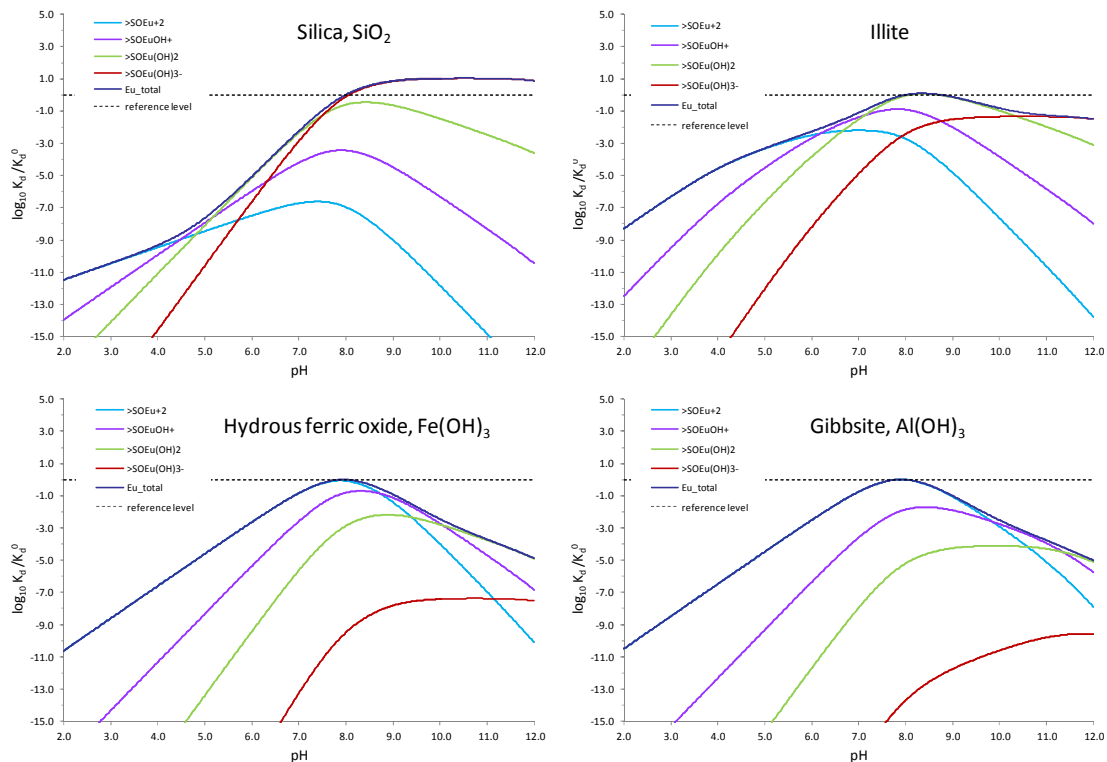 Silica, SiO2
>SOEu+2
>SOEuOH+
>SOEu(OH)2
>SOEu(OH)3-
Eu_total
reference level
log10 Kd /Kd0
5.0
3.0
1.0
-1.0
-3.0
-5.0
-7.0
-9.0
-11.0
-13.0
-15.0
2.0 3.0 4.0 5.0 6.0 7.0 8.0 9.0 10.0 11.0 12.0
pH
Illite
>SOEu+2
>SOEuOH+
>SOEu(OH)2
>SOEu(OH)3-
Eu_total
reference level
log10 Kd /Kd0
5.0
3.0
1.0
-1.0
-3.0
-5.0
-7.0
-9.0
-11.0
-13.0
-15.0
2.0 3.0 4.0 5.0 6.0 7.0 8.0 9.0 10.0 11.0 12.0
pH
Hydrous ferric oxide, Fe(OH)3
>SOEu+2
>SOEuOH+
>SOEu(OH)2
>SOEu(OH)3-
Eu_total
reference level
log10 Kd /Kd0
5.0
3.0
1.0
-1.0
-3.0
-5.0
-7.0
-9.0
-11.0
-13.0
-15.0
2.0 3.0 4.0 5.0 6.0 7.0 8.0 9.0 10.0 11.0 12.0
pH
Gibbsite, Al(OH)3
>SOEu+2
>SOEuOH+
>SOEu(OH)2
>SOEu(OH)3-
Eu_total
reference level
log10 Kd /Kd0
5.0
3.0
1.0
-1.0
-3.0
-5.0
-7.0
-9.0
-11.0
-13.0
-15.0
2.0 3.0 4.0 5.0 6.0 7.0 8.0 9.0 10.0 11.0 12.0
pH